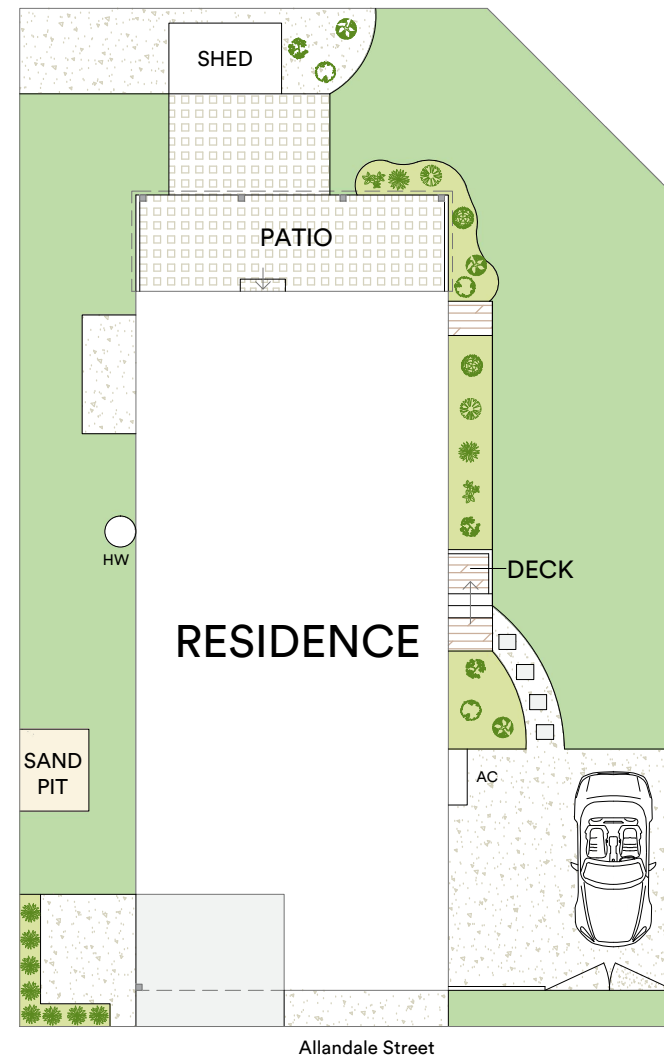 SHED
PATIO
HW
DECK
RESIDENCE
SAND
PIT
AC
Allandale Street